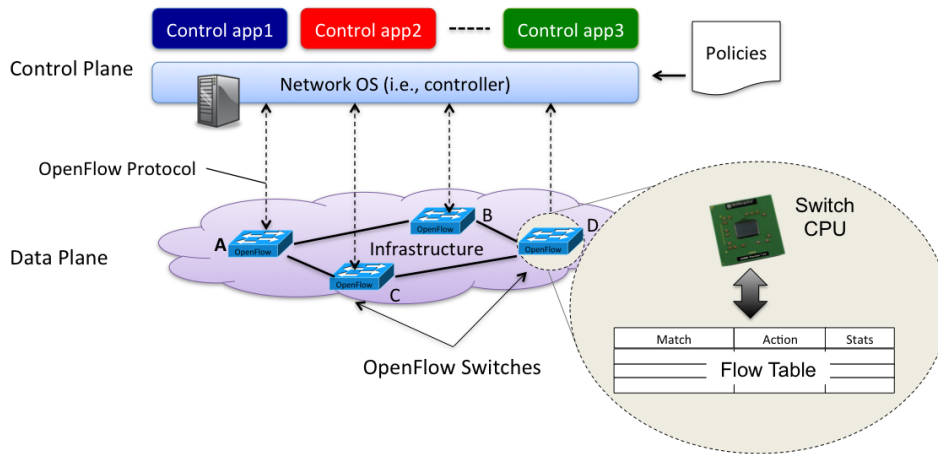 Control app1
Control app2
Control app3
Policies
Control Plane
Network OS (i.e., controller)
OpenFlow Protocol
Data Plane
A
B
C
D
OpenFlow
OpenFlow
OpenFlow
OpenFlow
Infrastructure
OpenFlow Switches
Switch
CPU
Match
Action
Stats
Flow Table